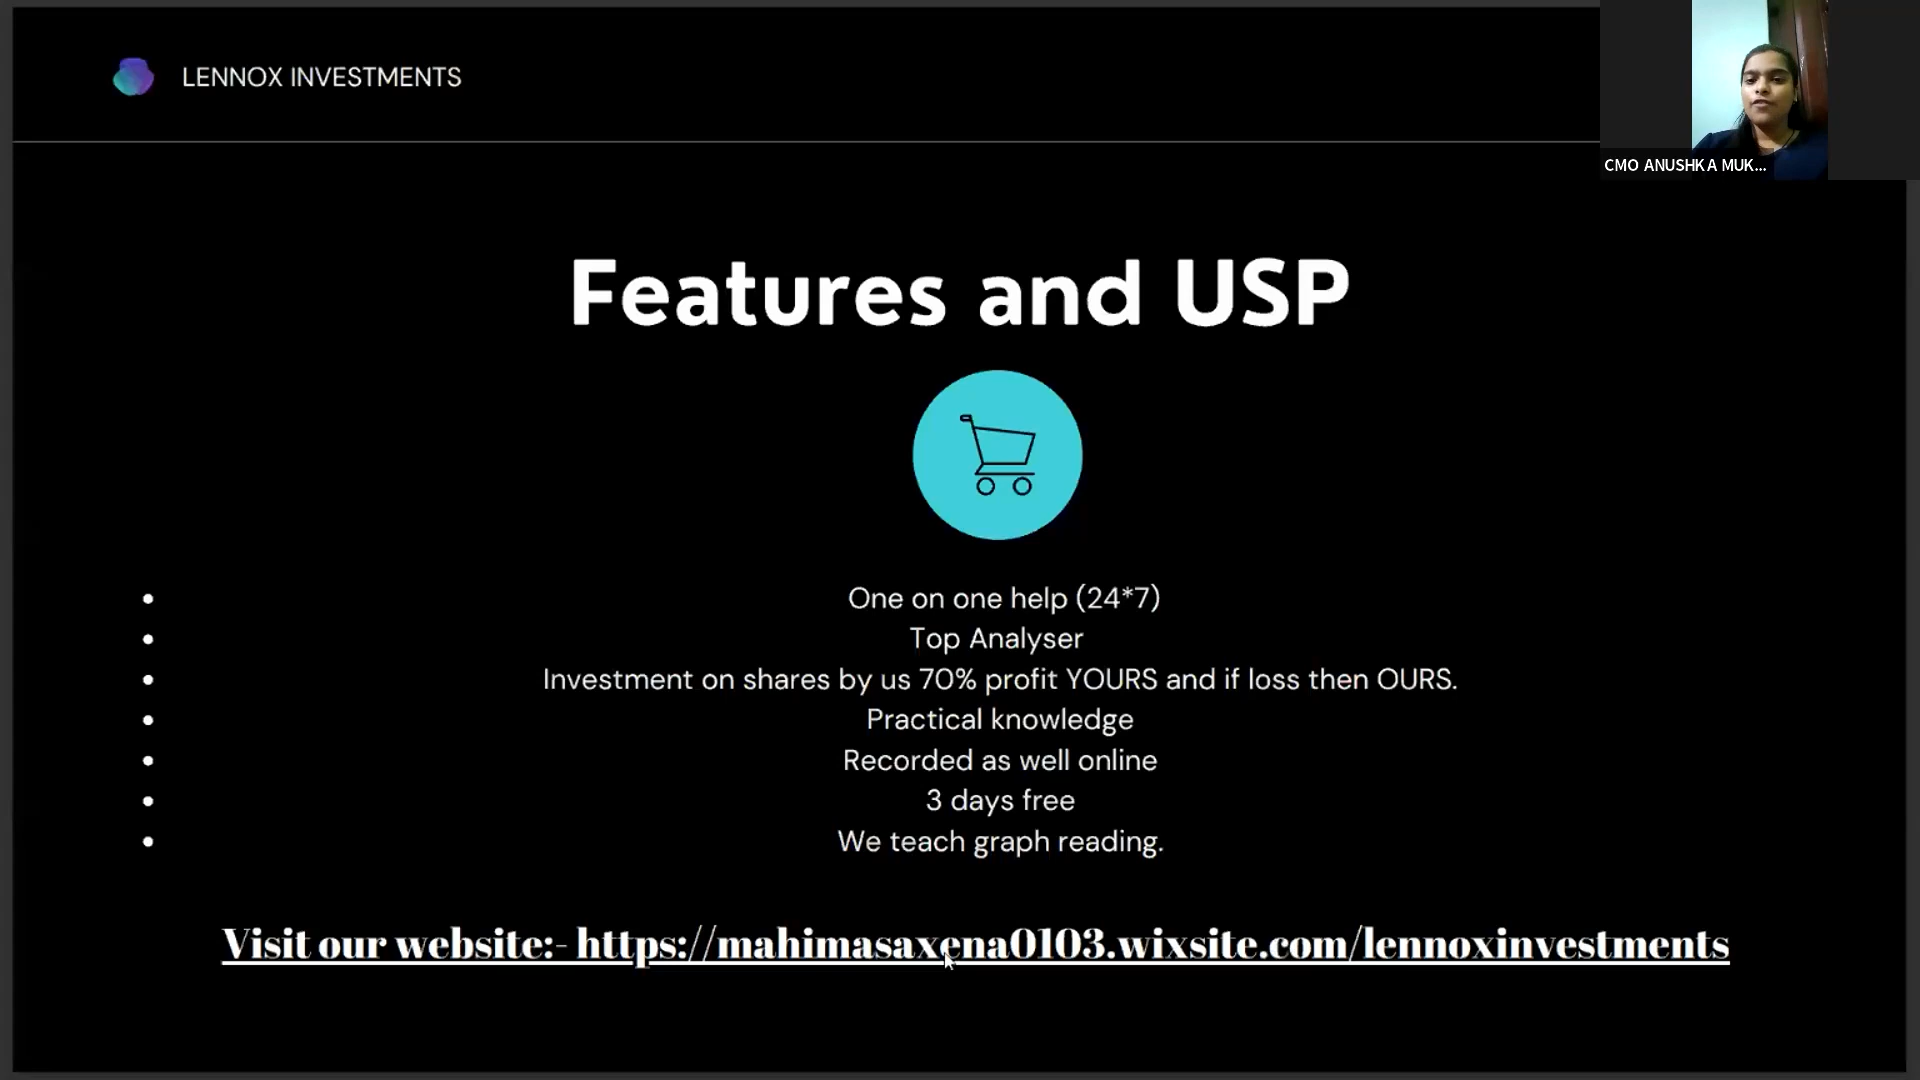 LENNOX INVESTMENTS
CMO ANUSHKA MUK...
Features and USP
One on one help (24*7)
Top Analyser
Investment on shares by us 70% profit YOURS and if loss then OURS.
Practical knowledge
Recorded as well online
3 days free
We teach graph reading.
Visit our website:- https://mahimasaxena0103.wixsite.com/lennoxinvestments